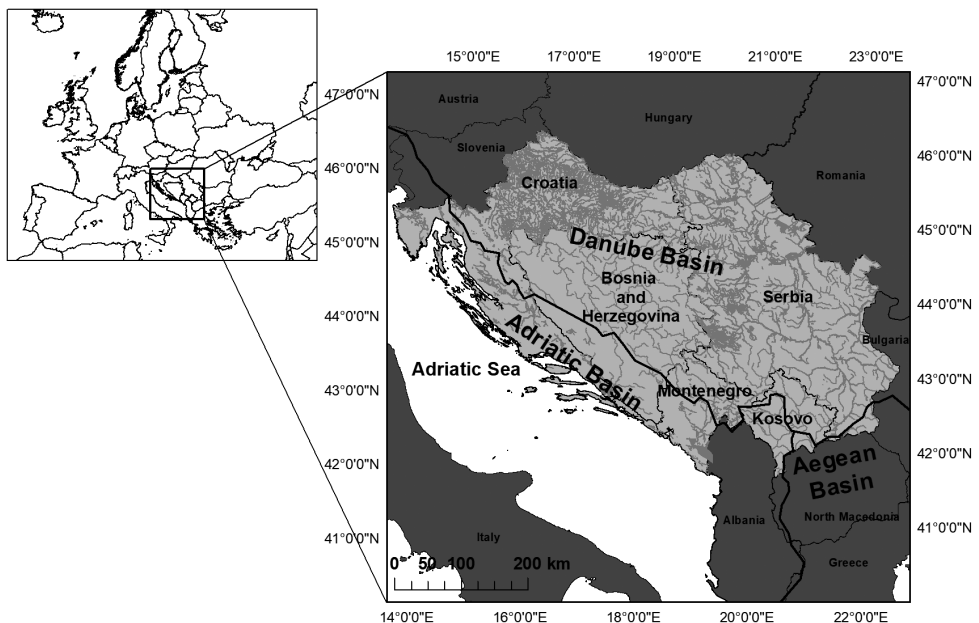 15°0'0"E 17°0'0"E 19°0'0"E 21°0'0"E 23°0'0"E
47°0'0"N 47°0'0"N
Austria
Hungary
Slovenia
46°0'0"N 46°0'0"N
Romania
Croatia
45°0'0"N 45°0'0"N
Danube Basin
Bosnia
and
Herzegovina
Serbia
44°0'0"N 44°0'0"N
Adriatic Basin
Bulgaria
Adriatic Sea
43°0'0"N 43°0'0"N
Montenegro
Kosovo
42°0'0"N 42°0'0"N
Aegean
Basin
Albania
North Macedonia
41°0'0"N 41°0'0"N
Italy
Greece
0 50 100 200 km
14°0'0"E 16°0'0"E 18°0'0"E 20°0'0"E 22°0'0"E